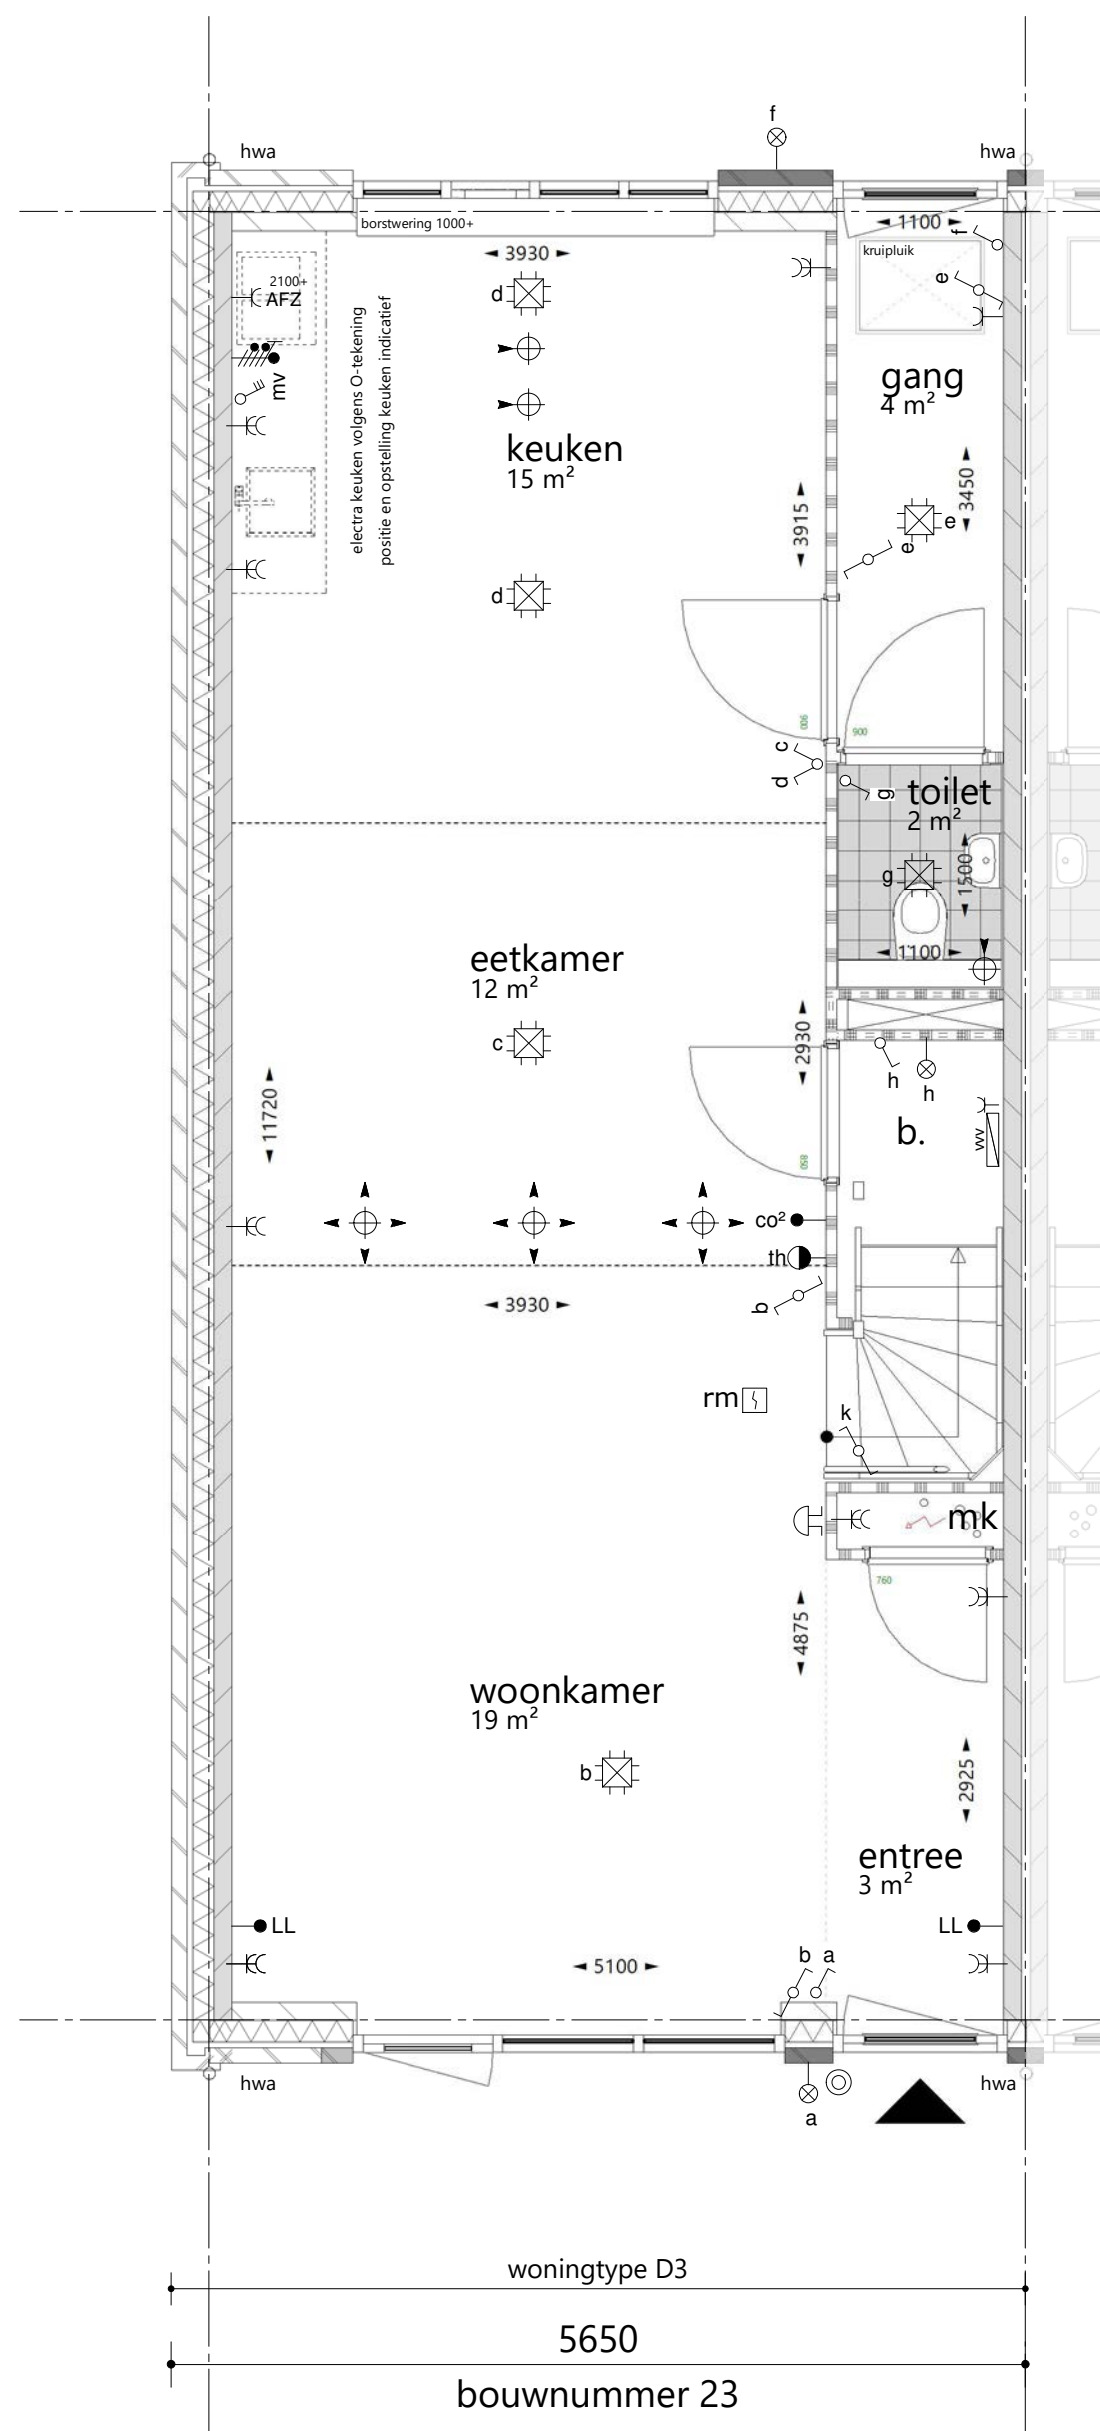 f
hwa
hwa
borstwering 1000+
1100
f
3930
kruipluik
d
e
2100+
AFZ
mv
electra keuken volgens O-tekening
positie en opstelling keuken indicatief
gang
4 m²
keuken
15 m²
3915
3450
e
e
d
900
900
c
d
g
toilet
2 m²
g
1500
1100
eetkamer
12 m²
c
2930
h
h
11720
b.
vv
850
co²
th
b
3930
rm
k
mk
760
4875
woonkamer
19 m²
b
2925
entree
3 m²
LL
LL
b a
5100
hwa
hwa
a
woningtype D3
5650
bouwnummer 23